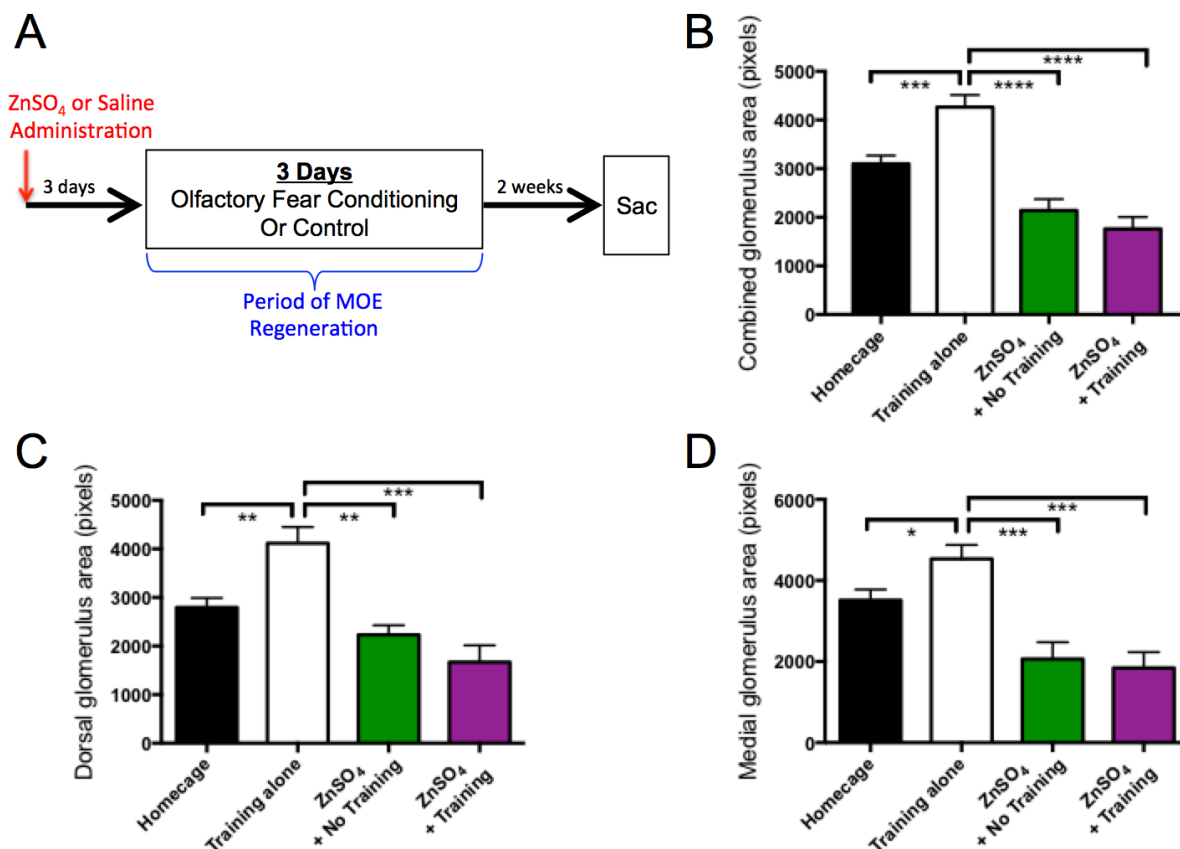 A
ZnSO₄ or Saline
Administration
3 days
3 Days
Olfactory Fear Conditioning
Or Control
2 weeks
Sac
Period of MOE
Regeneration
B
Combined glomerulus area (pixels)
5000
4000
3000
2000
1000
0
***
****
****
Homecage
Training alone
ZnSO₄
+ No Training
ZnSO₄
+ Training
C
Dorsal glomerulus area (pixels)
5000
4000
3000
2000
1000
0
**
**
***
Homecage
Training alone
ZnSO₄
+ No Training
ZnSO₄
+ Training
D
Medial glomerulus area (pixels)
6000
4000
2000
0
*
***
***
Homecage
Training alone
ZnSO₄
+ No Training
ZnSO₄
+ Training